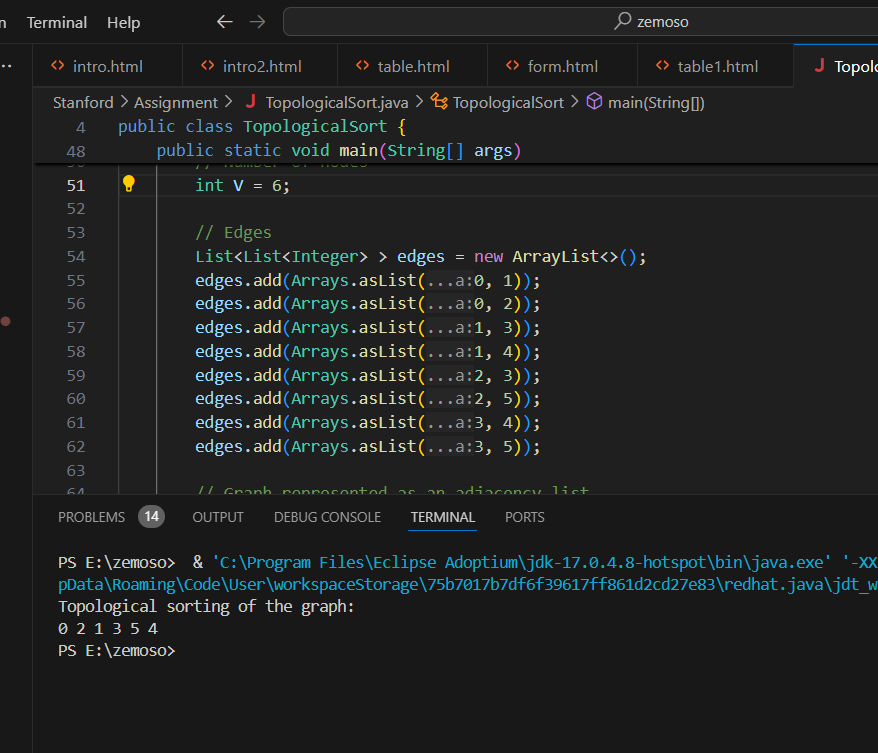 n Terminal Help ← → zemoso
intro.html intro2.html table.html form.html table1.html J Topolo
Stanford > Assignment > J TopologicalSort.java > TopologicalSort > main(String[])
4 public class TopologicalSort {
48 public static void main(String[] args)
// Number of nodes
51 int V = 6;
52
53 // Edges
54 List<List<Integer> > edges = new ArrayList<>();
55 edges.add(Arrays.asList(...a:0, 1));
56 edges.add(Arrays.asList(...a:0, 2));
57 edges.add(Arrays.asList(...a:1, 3));
58 edges.add(Arrays.asList(...a:1, 4));
59 edges.add(Arrays.asList(...a:2, 3));
60 edges.add(Arrays.asList(...a:2, 5));
61 edges.add(Arrays.asList(...a:3, 4));
62 edges.add(Arrays.asList(...a:3, 5));
63
64 // Graph represented as an adjacency list
PROBLEMS 14 OUTPUT DEBUG CONSOLE TERMINAL PORTS
PS E:\zemoso> & 'C:\Program Files\Eclipse Adoptium\jdk-17.0.4.8-hotspot\bin\java.exe' '-XX
pData\Roaming\Code\User\workspaceStorage\75b7017b7df6f39617ff861d2cd27e83\redhat.java\jdt_w
Topological sorting of the graph:
0 2 1 3 5 4
PS E:\zemoso>